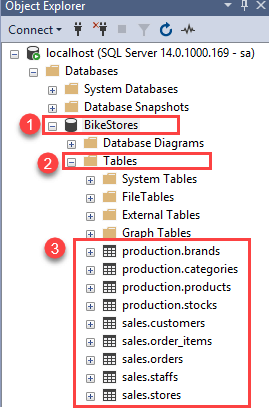 Object Explorer
Connect
localhost (SQL Server 14.0.1000.169 - sa)
Databases
System Databases
Database Snapshots
1 BikeStores
Database Diagrams
2 Tables
System Tables
FileTables
External Tables
Graph Tables
3
production.brands
production.categories
production.products
production.stocks
sales.customers
sales.order_items
sales.orders
sales.staffs
sales.stores